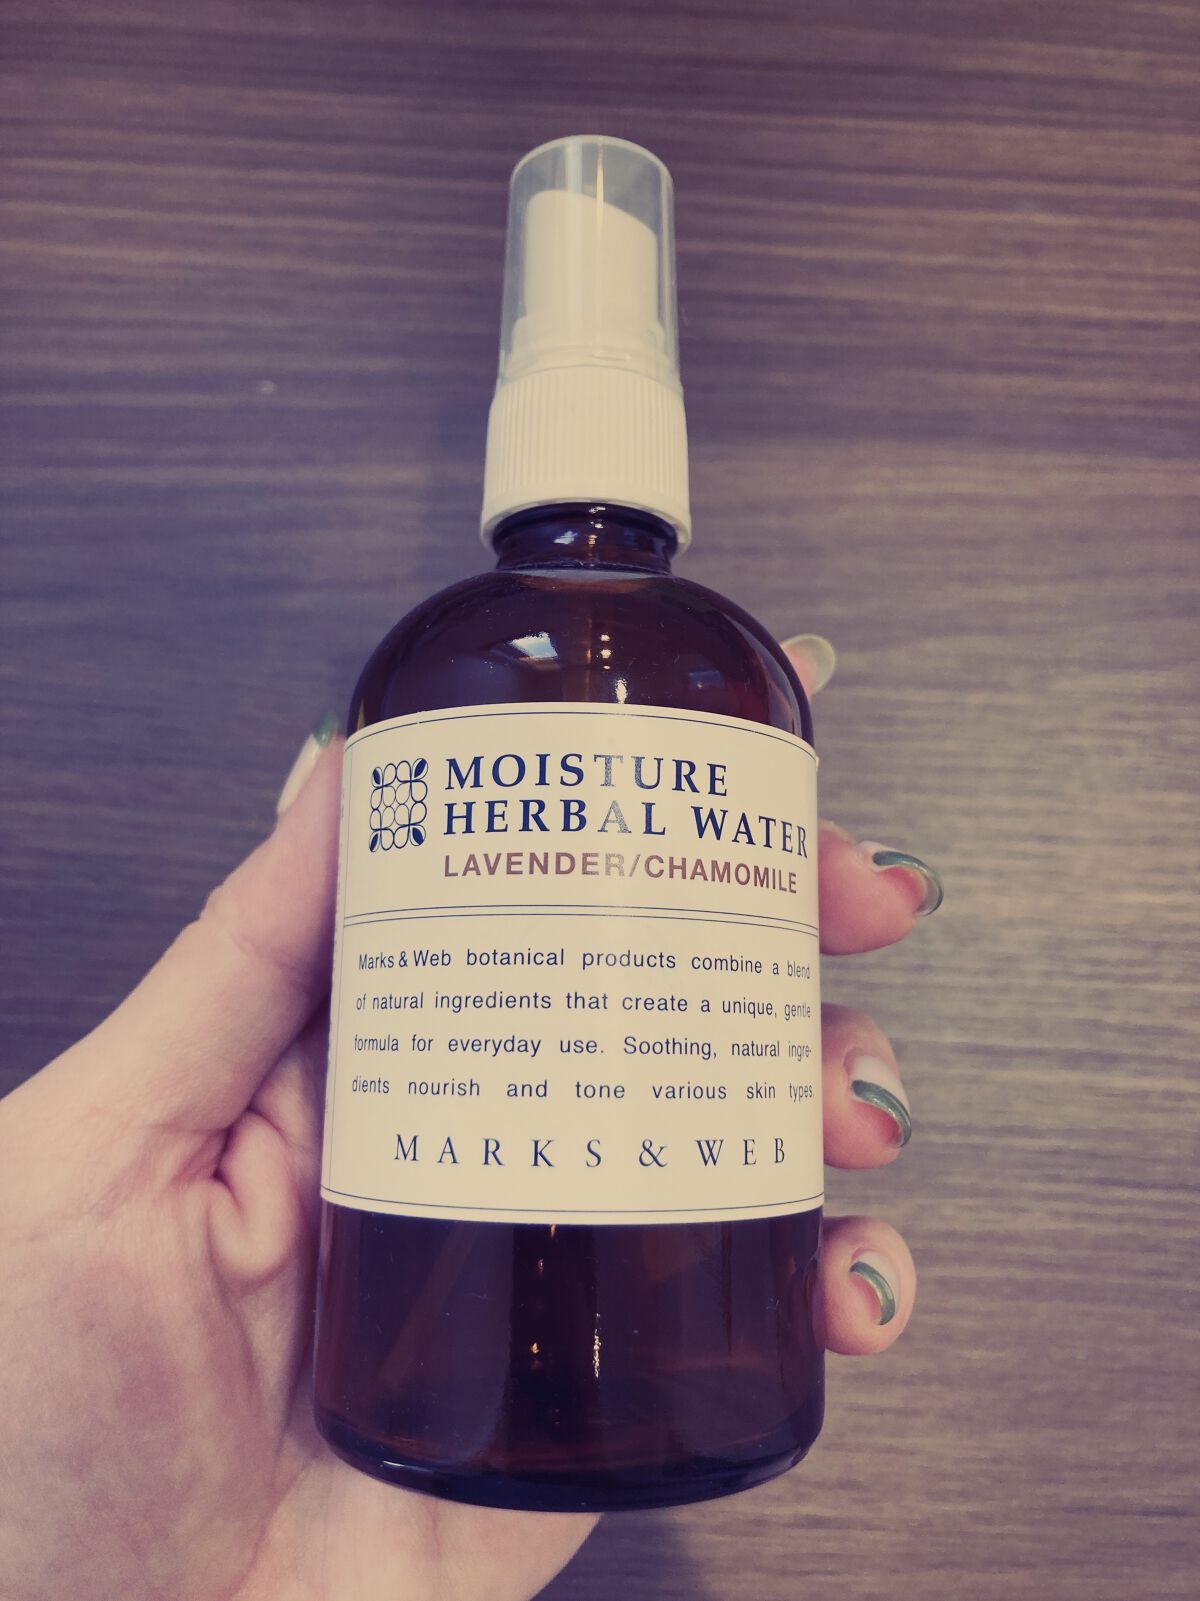 MOISTURE
HERBAL WATER
LAVENDER/CHAMOMILE
Marks & Web botanical products combine a blend
of natural ingredients that create a unique, gentle
formula for everyday use. Soothing, natural ingre-
dients nourish and tone various skin types.
MARKS & WEB